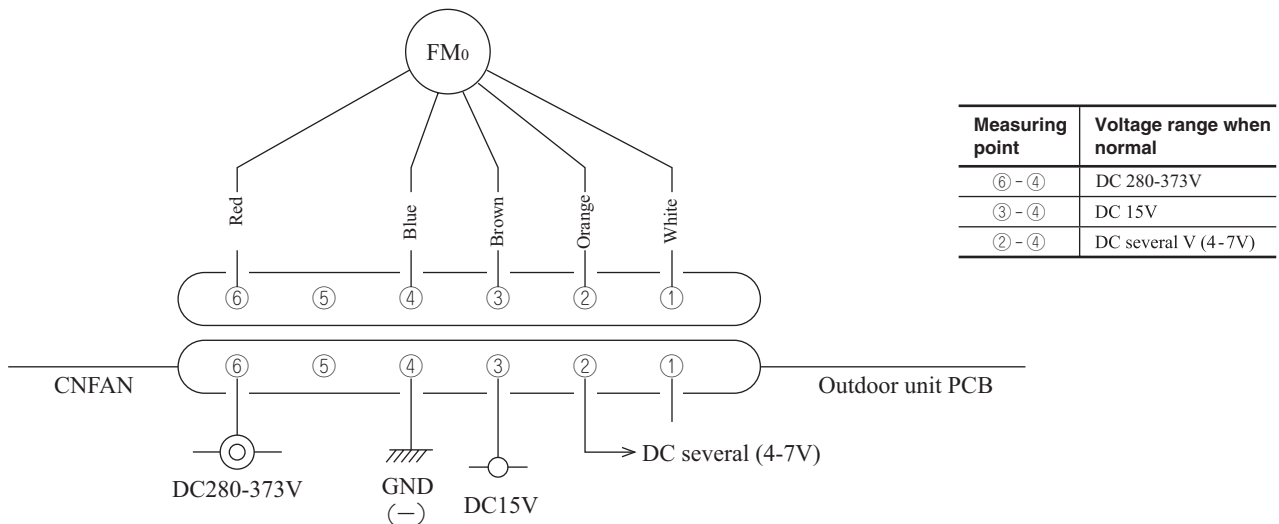 FM0
Red
Blue
Brown
Orange
White
⑥ ⑤ ④ ③ ② ①
⑥ ⑤ ④ ③ ② ①
CNFAN
Outdoor unit PCB
DC280-373V
GND
(−)
DC15V
DC several (4-7V)
Measuring point Voltage range when normal
⑥ - ④ DC 280-373V
③ - ④ DC 15V
② - ④ DC several V (4-7V)